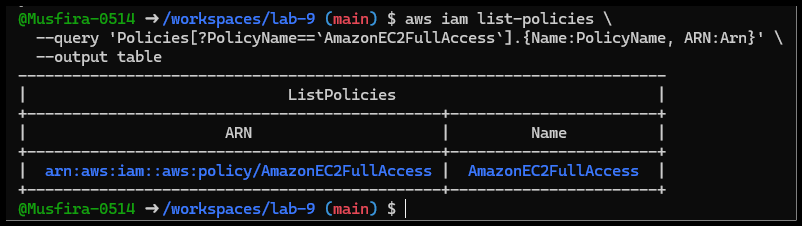 @Musfira-0514 ➜/workspaces/lab-9 (main) $ aws iam list-policies \
  --query 'Policies[?PolicyName==`AmazonEC2FullAccess`].{Name:PolicyName, ARN:Arn}' \
  --output table
--------------------------------------------------------------------
|                           ListPolicies                           |
+--------------------------------------------+---------------------+
|                    ARN                     |        Name         |
+--------------------------------------------+---------------------+
|  arn:aws:iam::aws:policy/AmazonEC2FullAccess |  AmazonEC2FullAccess  |
+--------------------------------------------+---------------------+
@Musfira-0514 ➜/workspaces/lab-9 (main) $